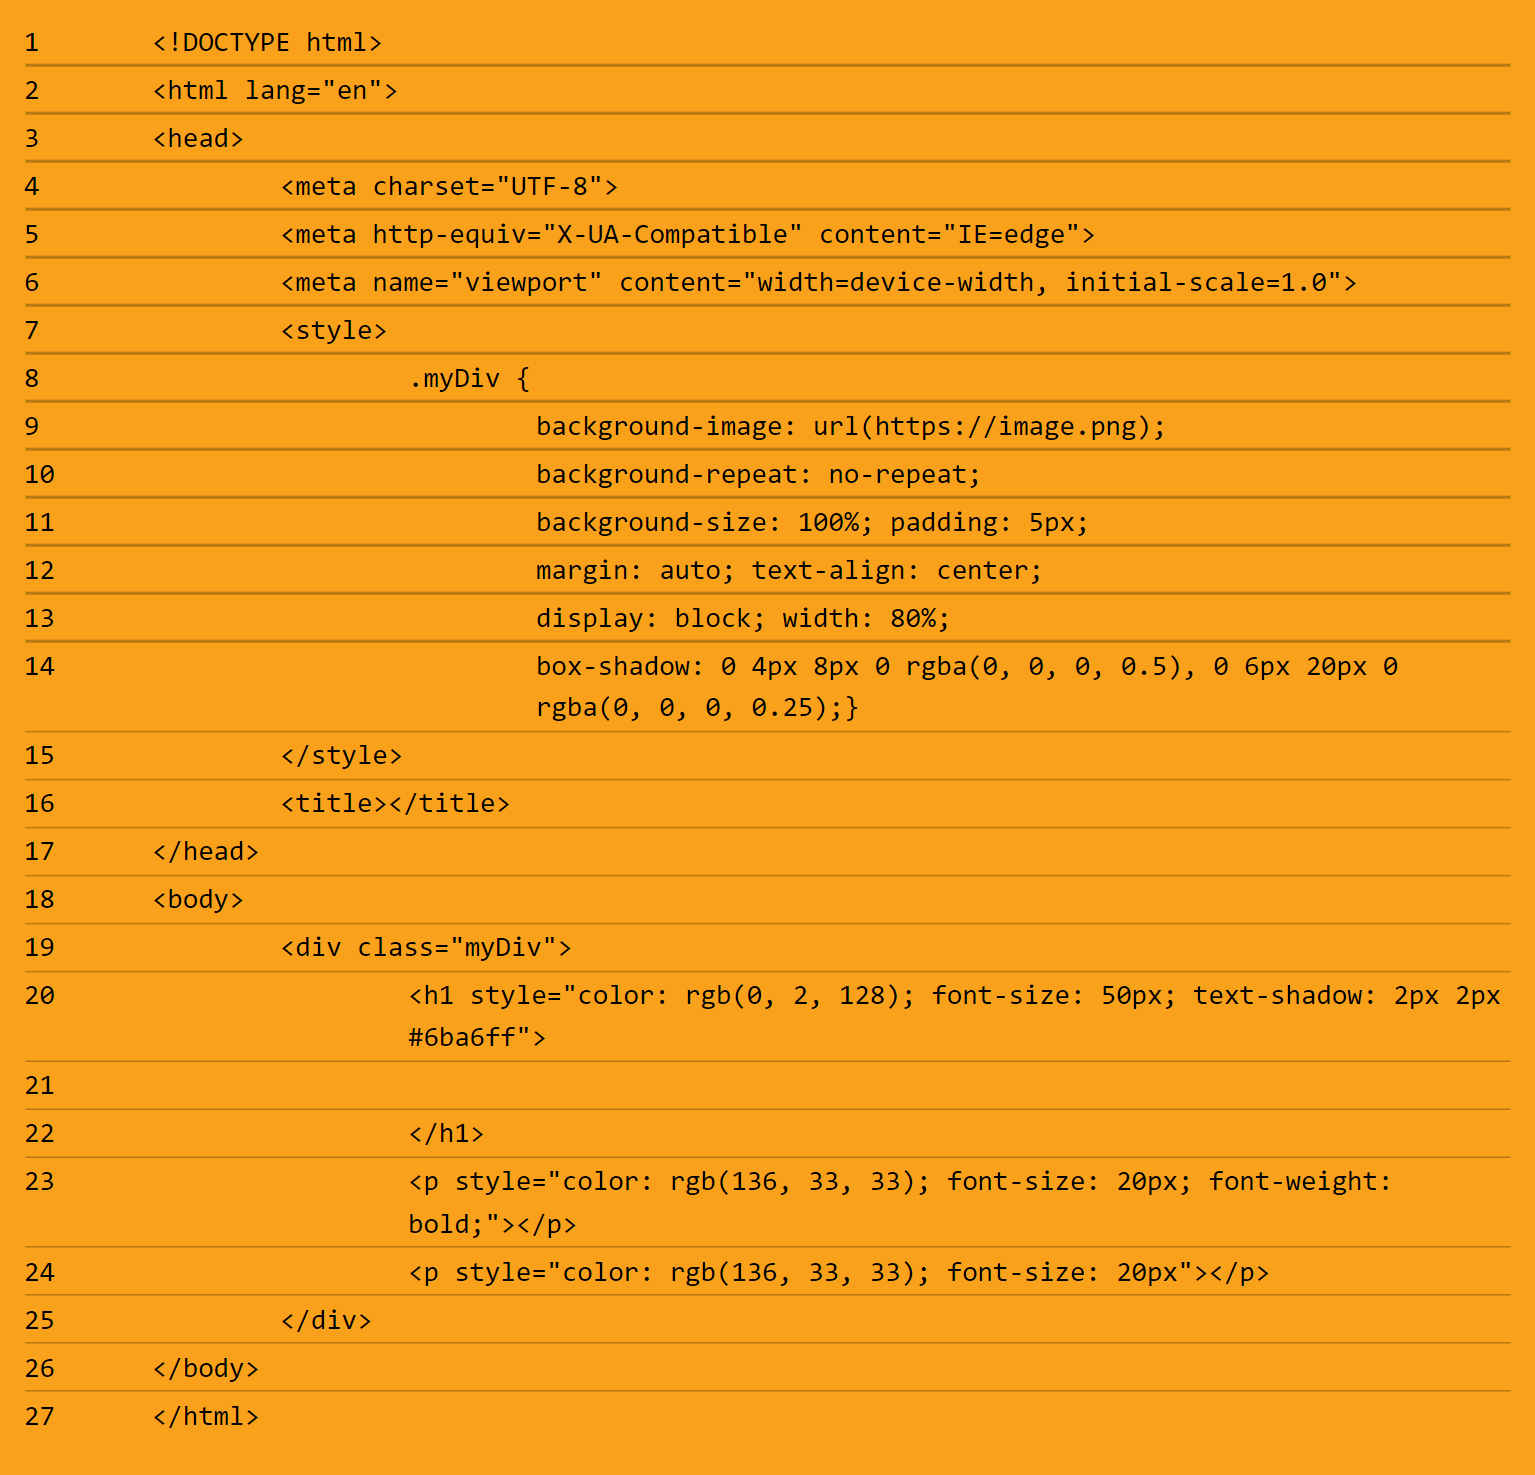 1 <!DOCTYPE html>
2 <html lang="en">
3 <head>
4 <meta charset="UTF-8">
5 <meta http-equiv="X-UA-Compatible" content="IE=edge">
6 <meta name="viewport" content="width=device-width, initial-scale=1.0">
7 <style>
8 .myDiv {
9 background-image: url(https://image.png);
10 background-repeat: no-repeat;
11 background-size: 100%; padding: 5px;
12 margin: auto; text-align: center;
13 display: block; width: 80%;
14 box-shadow: 0 4px 8px 0 rgba(0, 0, 0, 0.5), 0 6px 20px 0
rgba(0, 0, 0, 0.25);}
15 </style>
16 <title></title>
17 </head>
18 <body>
19 <div class="myDiv">
20 <h1 style="color: rgb(0, 2, 128); font-size: 50px; text-shadow: 2px 2px
#6ba6ff">
21
22 </h1>
23 <p style="color: rgb(136, 33, 33); font-size: 20px; font-weight:
bold;"></p>
24 <p style="color: rgb(136, 33, 33); font-size: 20px"></p>
25 </div>
26 </body>
27 </html>